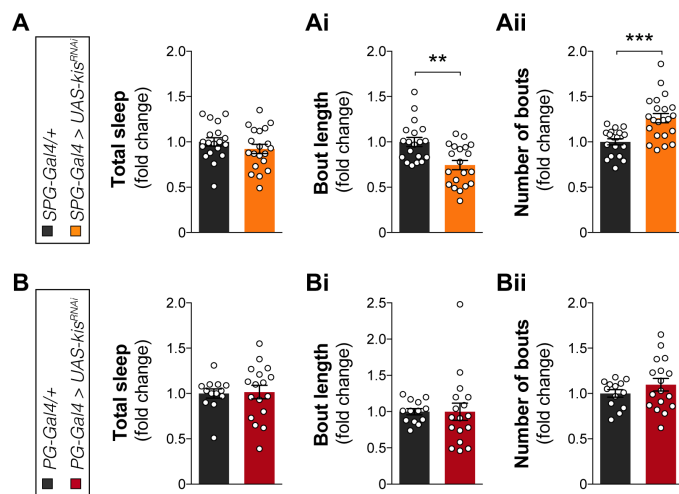 A
SPG-Gal4/+
SPG-Gal4 > UAS-kisRNAi
Total sleep
(fold change)
2.0
1.5
1.0
0.5
0
Ai
Bout length
(fold change)
2.0
1.5
1.0
0.5
0
**
Aii
Number of bouts
(fold change)
2.0
1.5
1.0
0.5
0
***
B
PG-Gal4/+
PG-Gal4 > UAS-kisRNAi
Total sleep
(fold change)
2.0
1.5
1.0
0.5
0
Bi
Bout length
(fold change)
2.5
2.0
1.5
1.0
0.5
0
Bii
Number of bouts
(fold change)
2.0
1.5
1.0
0.5
0